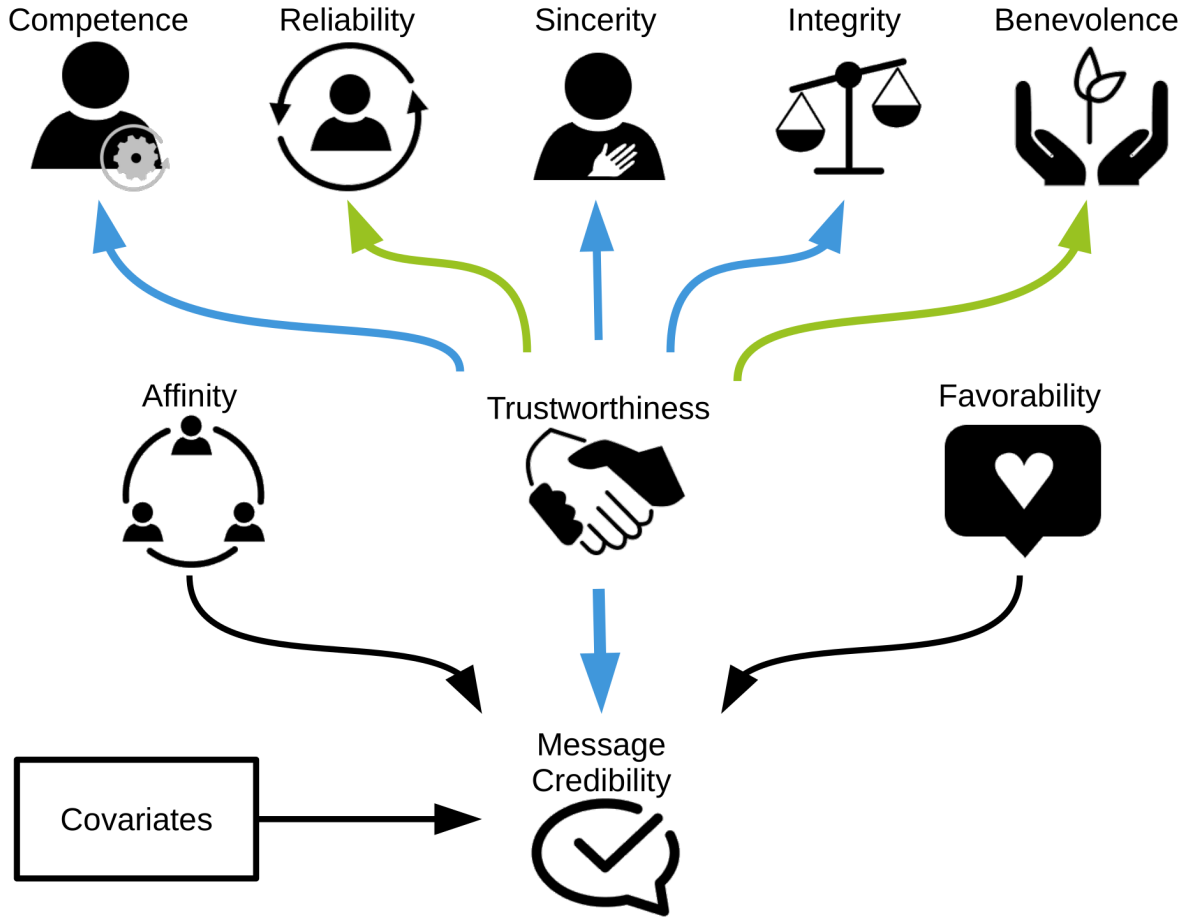 Competence
Reliability
Sincerity
Integrity
Benevolence
Affinity
Trustworthiness
Favorability
Message
Credibility
Covariates